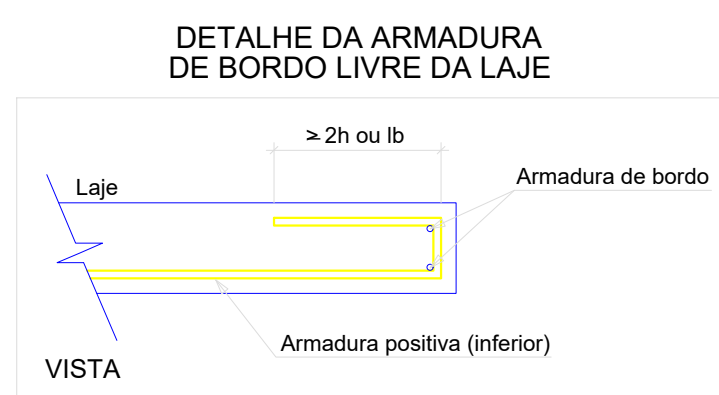 DETALHE DA ARMADURA
DE BORDO LIVRE DA LAJE
≥ 2h ou lb
Laje
Armadura de bordo
Armadura positiva (inferior)
VISTA